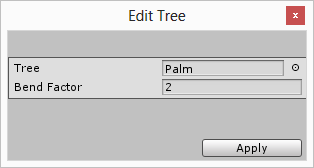 Edit Tree
x
Tree Palm
Bend Factor 2
Apply